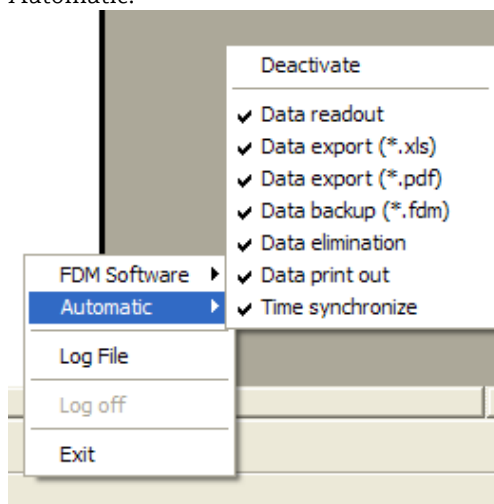 Automatic.
Deactivate
Data readout
Data export (*.xls)
Data export (*.pdf)
Data backup (*.fdm)
Data elimination
Data print out
Time synchronize
FDM Software
Automatic
Log File
Log off
Exit